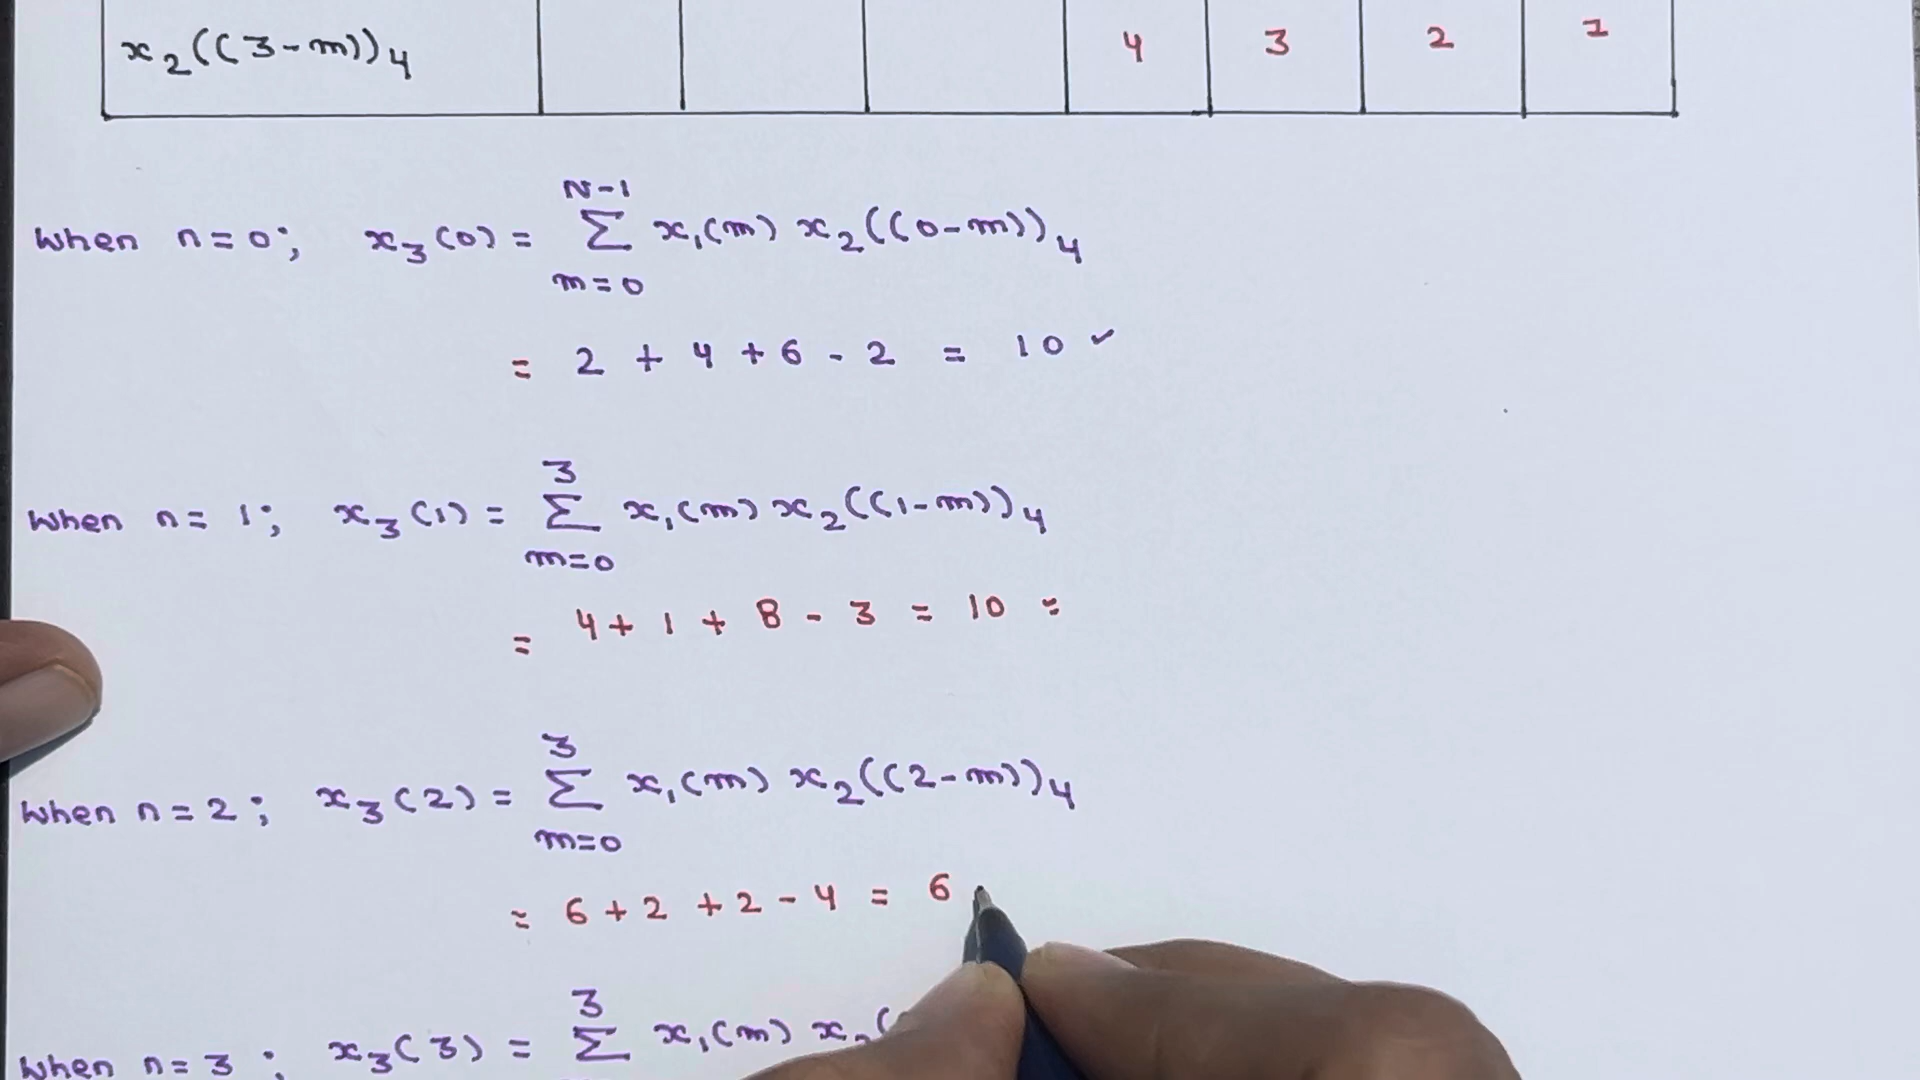 x₂((3-m))₄ 4 3 2 1
N-1
When n=0; x₃(0) = Σ x₁(m) x₂((0-m))₄
m=0
= 2 + 4 + 6 - 2 = 10 ✓
3
When n=1; x₃(1) = Σ x₁(m) x₂((1-m))₄
m=0
= 4 + 1 + 8 - 3 = 10 =
3
When n=2; x₃(2) = Σ x₁(m) x₂((2-m))₄
m=0
= 6 + 2 + 2 - 4 = 6
3
When n=3; x₃(3) = Σ x₁(m) x₂(